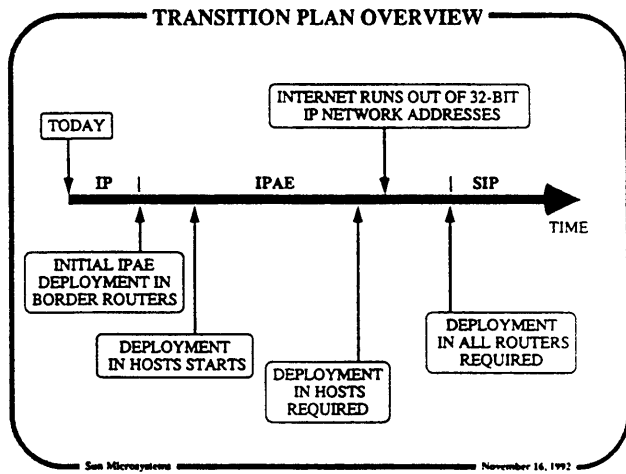 TRANSITION PLAN OVERVIEW
INTERNET RUNS OUT OF 32-BIT
IP NETWORK ADDRESSES
TODAY
IP
IPAE
SIP
TIME
INITIAL IPAE
DEPLOYMENT IN
BORDER ROUTERS
DEPLOYMENT
IN HOSTS STARTS
DEPLOYMENT
IN HOSTS
REQUIRED
DEPLOYMENT
IN ALL ROUTERS
REQUIRED
Sun Microsystems
November 16, 1992